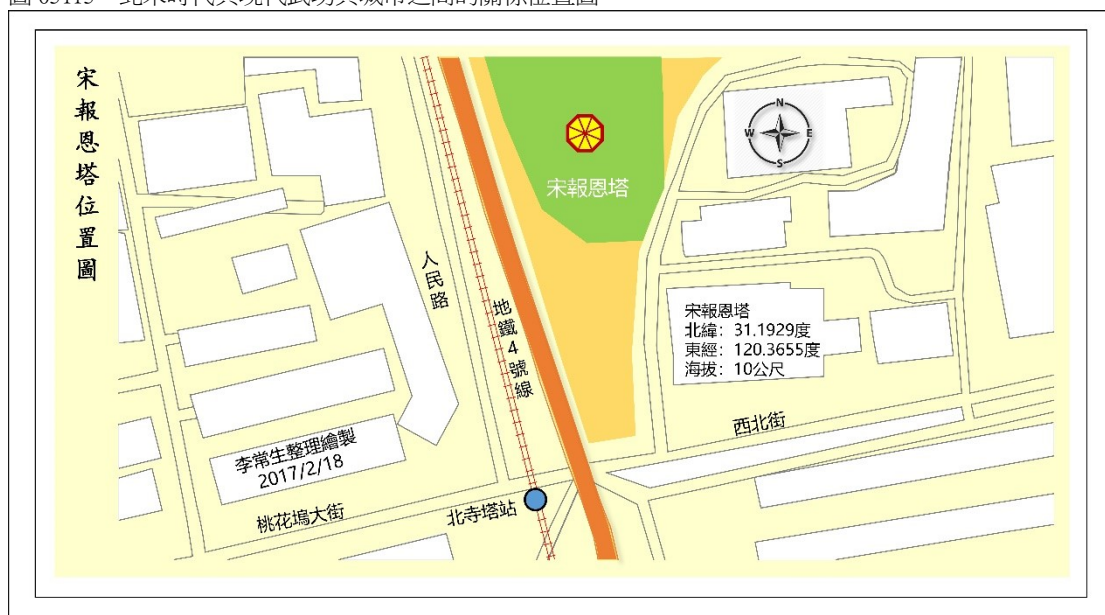 宋報恩塔位置圖
N
W
E
S
宋報恩塔
人民路
地鐵4號線
宋報恩塔
北緯：31.1929度
東經：120.3655度
海拔：10公尺
西北街
李常生整理繪製
2017/2/18
北寺塔站
桃花塢大街